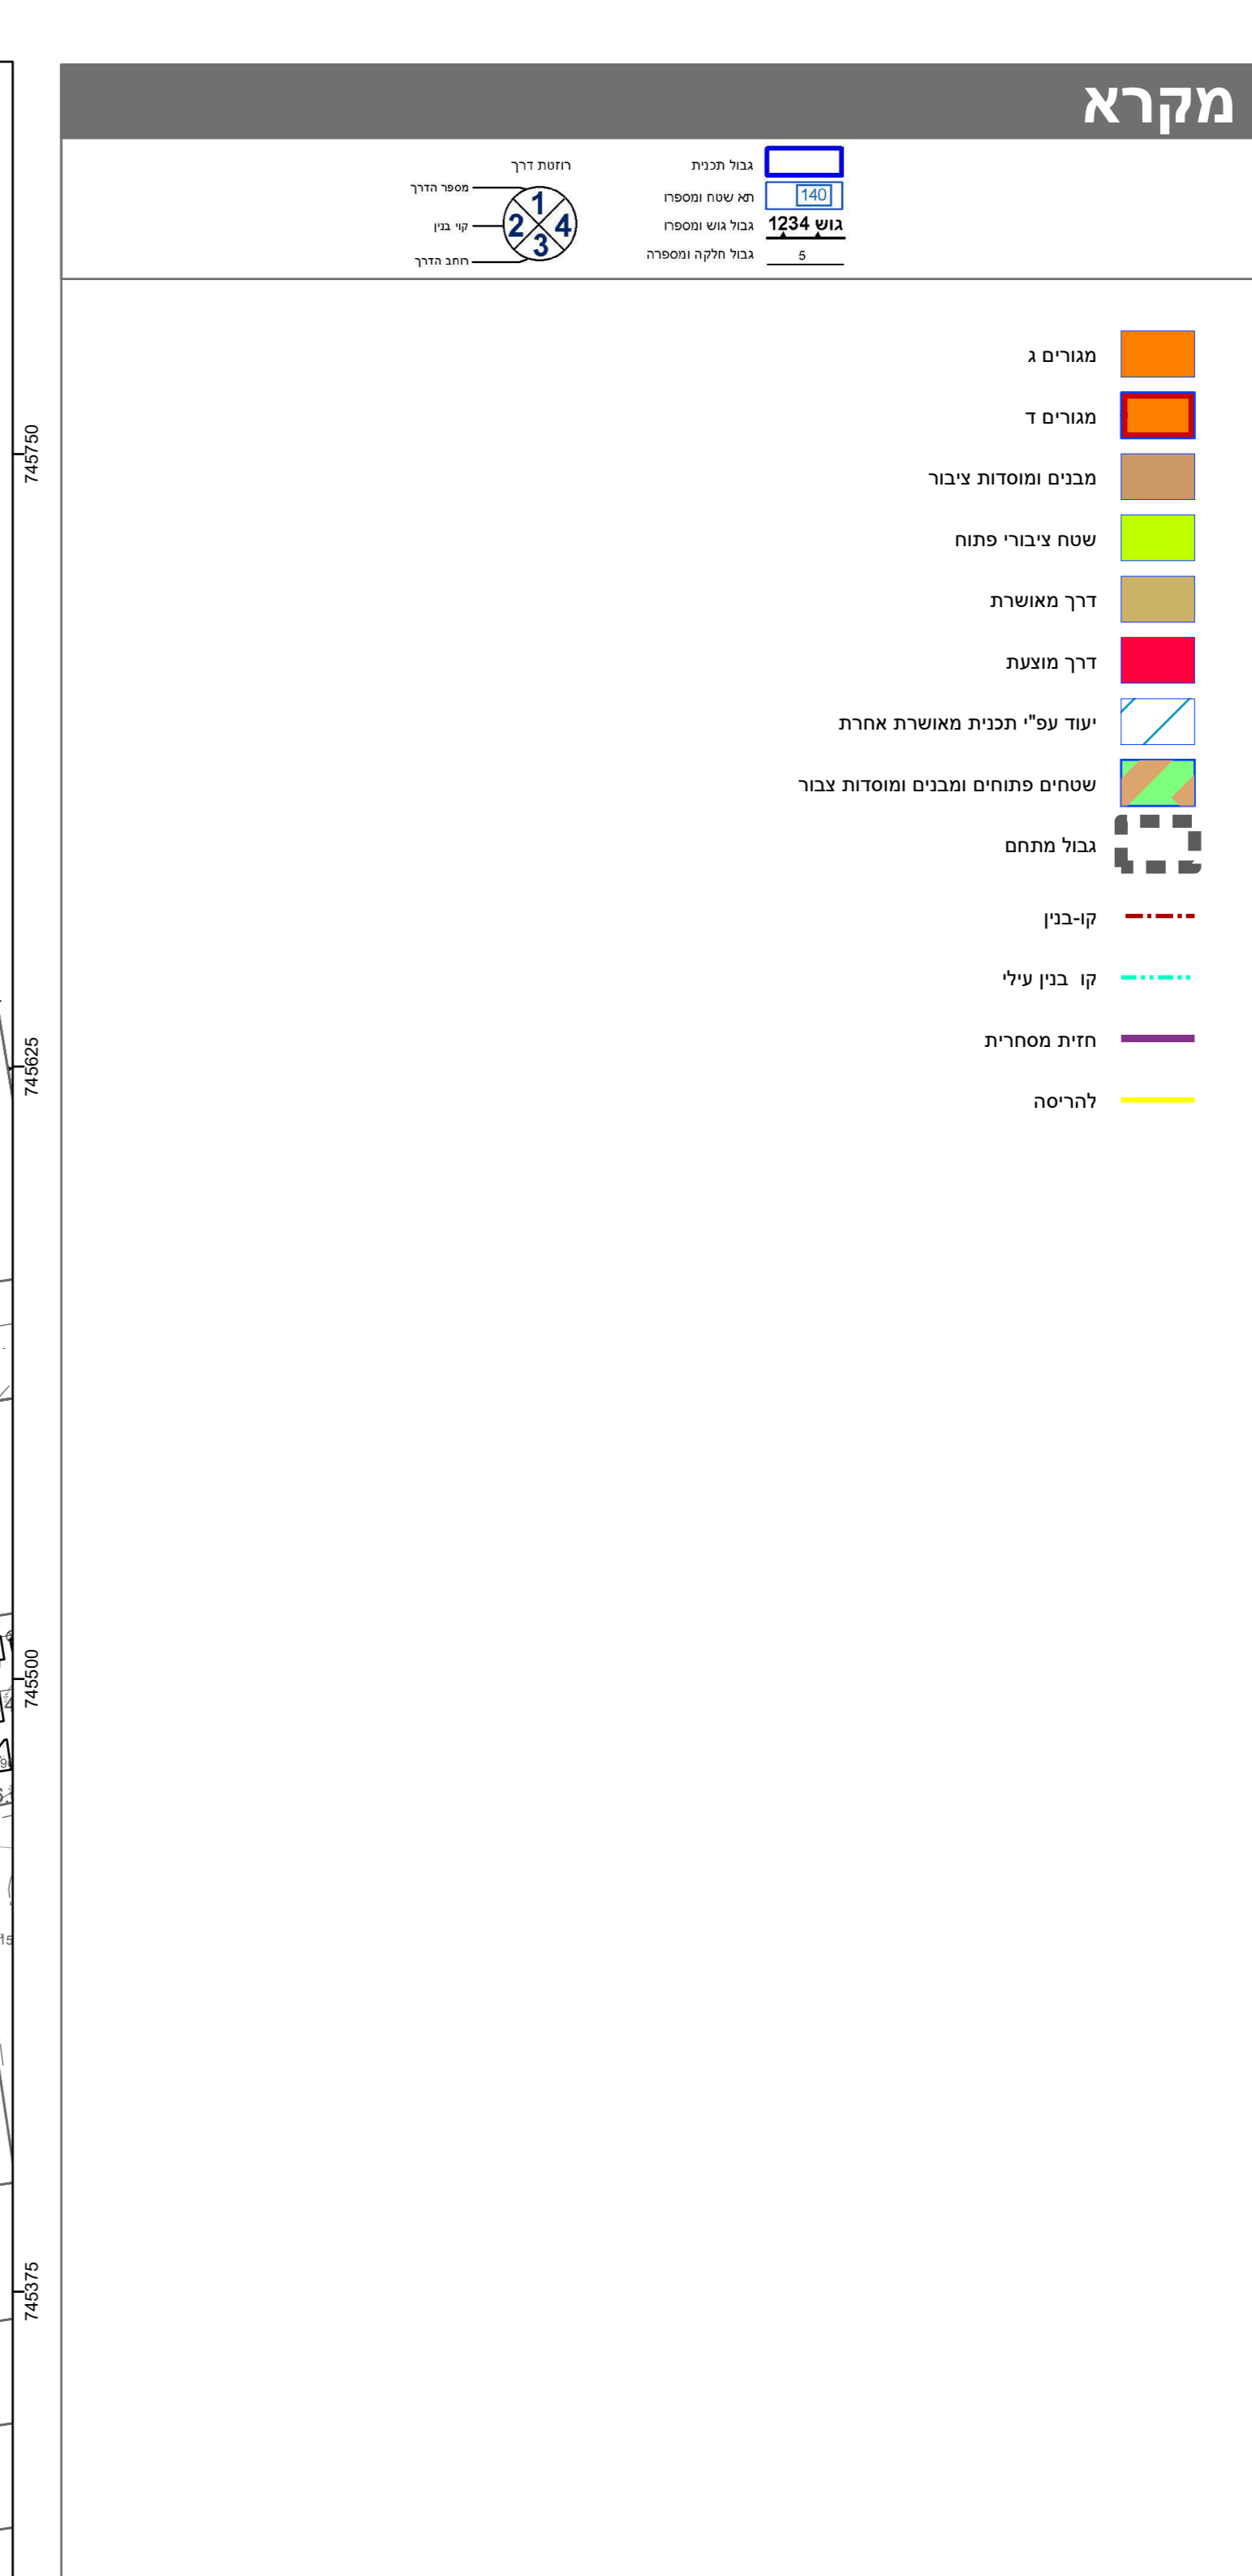 מקרא
גבול תכנית
140
תא שטח ומספרו
גוש 1234
גבול גוש ומספרו
5
גבול חלקה ומספרה
רוזטת דרך
מספר הדרך
קוי בנין
רוחב הדרך
1
2 4
3
מגורים ג
מגורים ד
מבנים ומוסדות ציבור
שטח ציבורי פתוח
דרך מאושרת
דרך מוצעת
יעוד עפ"י תכנית מאושרת אחרת
שטחים פתוחים ומבנים ומוסדות צבור
גבול מתחם
קו-בנין
קו בנין עילי
חזית מסחרית
להריסה
745750
745625
745500
745375